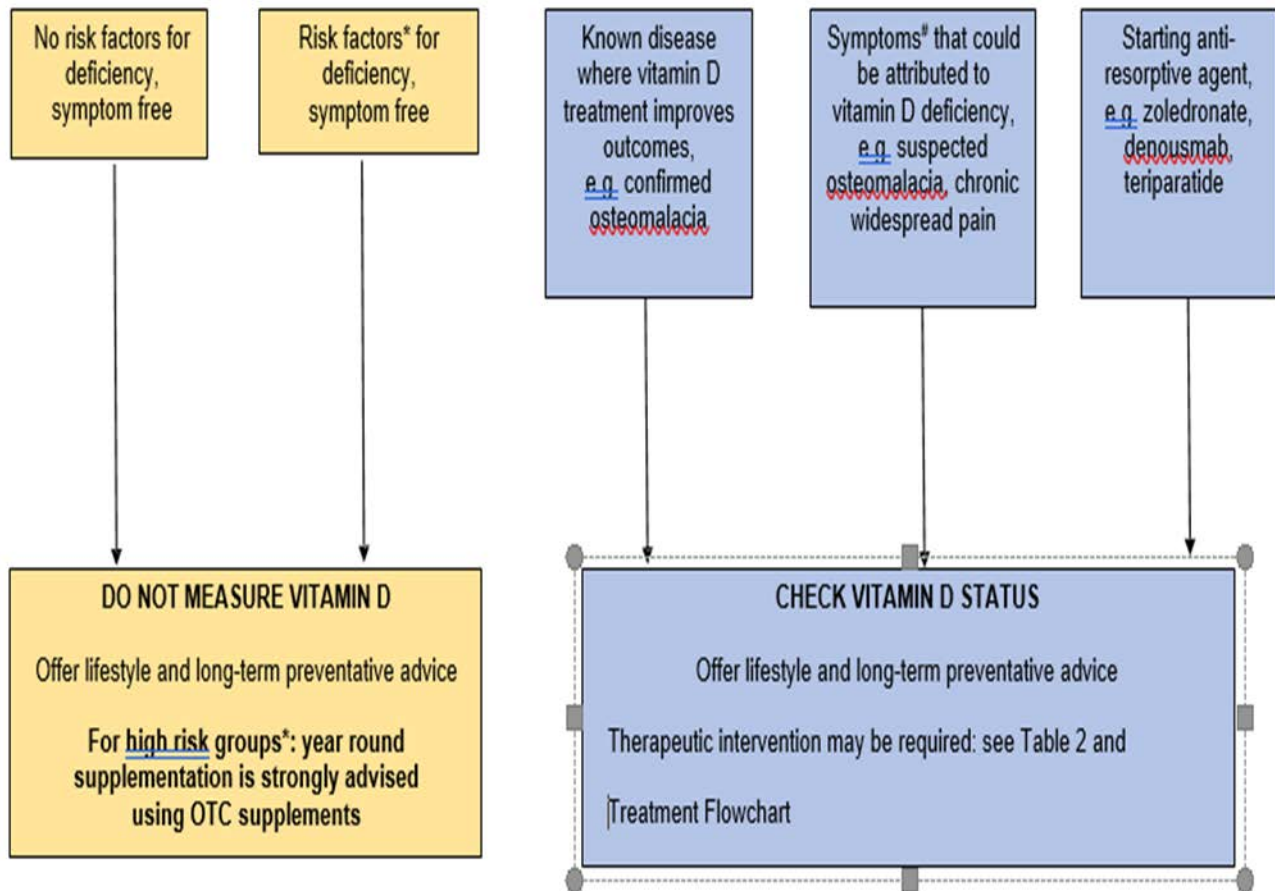 No risk factors for
deficiency,
symptom free
Risk factors* for
deficiency,
symptom free
Known disease
where vitamin D
treatment improves
outcomes,
e.g. confirmed
osteomalacia
Symptoms# that could
be attributed to
vitamin D deficiency,
e.g. suspected
osteomalacia, chronic
widespread pain
Starting anti-
resorptive agent,
e.g. zoledronate,
denousmab,
teriparatide
DO NOT MEASURE VITAMIN D
Offer lifestyle and long-term preventative advice
For high risk groups*: year round
supplementation is strongly advised
using OTC supplements
CHECK VITAMIN D STATUS
Offer lifestyle and long-term preventative advice
Therapeutic intervention may be required: see Table 2 and
Treatment Flowchart